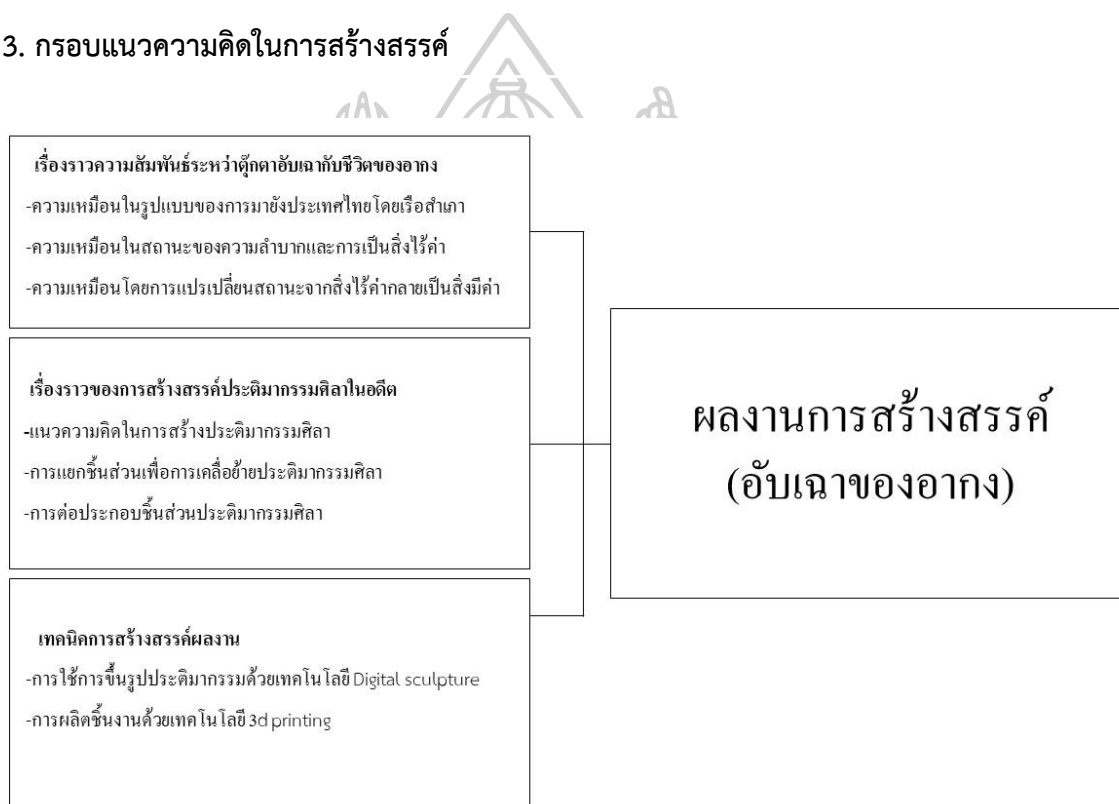 3. กรอบแนวความคิดในการสร้างสรรค์
เรื่องราวความสัมพันธ์ระหว่าตุ๊กตาอับเฉากับชีวิตของอากง
-ความเหมือนในรูปแบบของการมายังประเทศไทยโดยเรือสำเภา
-ความเหมือนในสถานะของความลำบากและการเป็นสิ่งไร้ค่า
-ความเหมือนโดยการแปรเปลี่ยนสถานะจากสิ่งไร้ค่ากลายเป็นสิ่งมีค่า
เรื่องราวของการสร้างสรรค์ประติมากรรมศิลาในอดีต
-แนวความคิดในการสร้างประติมากรรมศิลา
-การแยกชิ้นส่วนเพื่อการเคลื่อย้ายประติมากรรมศิลา
-การต่อประกอบชิ้นส่วนประติมากรรมศิลา
เทคนิคการสร้างสรรค์ผลงาน
-การใช้การขึ้นรูปประติมากรรมด้วยเทคโนโลยี Digital sculpture
-การผลิตชิ้นงานด้วยเทคโนโลยี 3d printing
ผลงานการสร้างสรรค์
(อับเฉาของอากง)